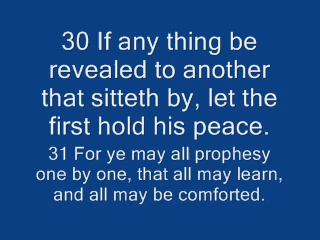 30 If any thing be
revealed to another
that sitteth by, let the
first hold his peace.
31 For ye may all prophesy
one by one, that all may learn,
and all may be comforted.